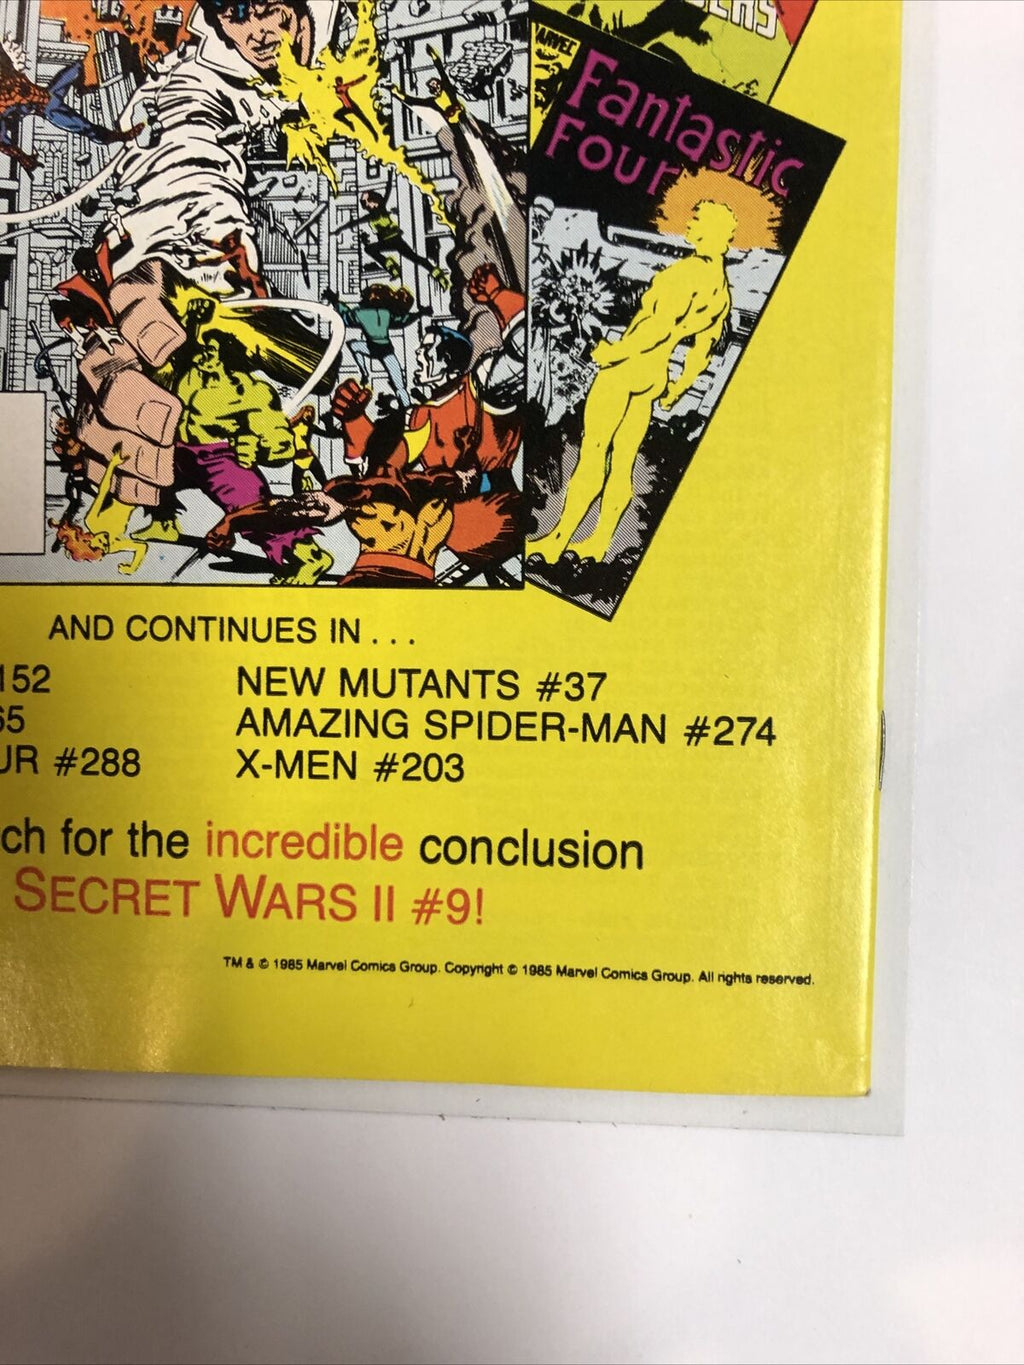 MARVEL
Fantastic
Four
AND CONTINUES IN . . .
152
NEW MUTANTS #37
65
AMAZING SPIDER-MAN #274
UR #288
X-MEN #203
ch for the incredible conclusion
SECRET WARS II #9!
TM & © 1985 Marvel Comics Group. Copyright © 1985 Marvel Comics Group. All rights reserved.